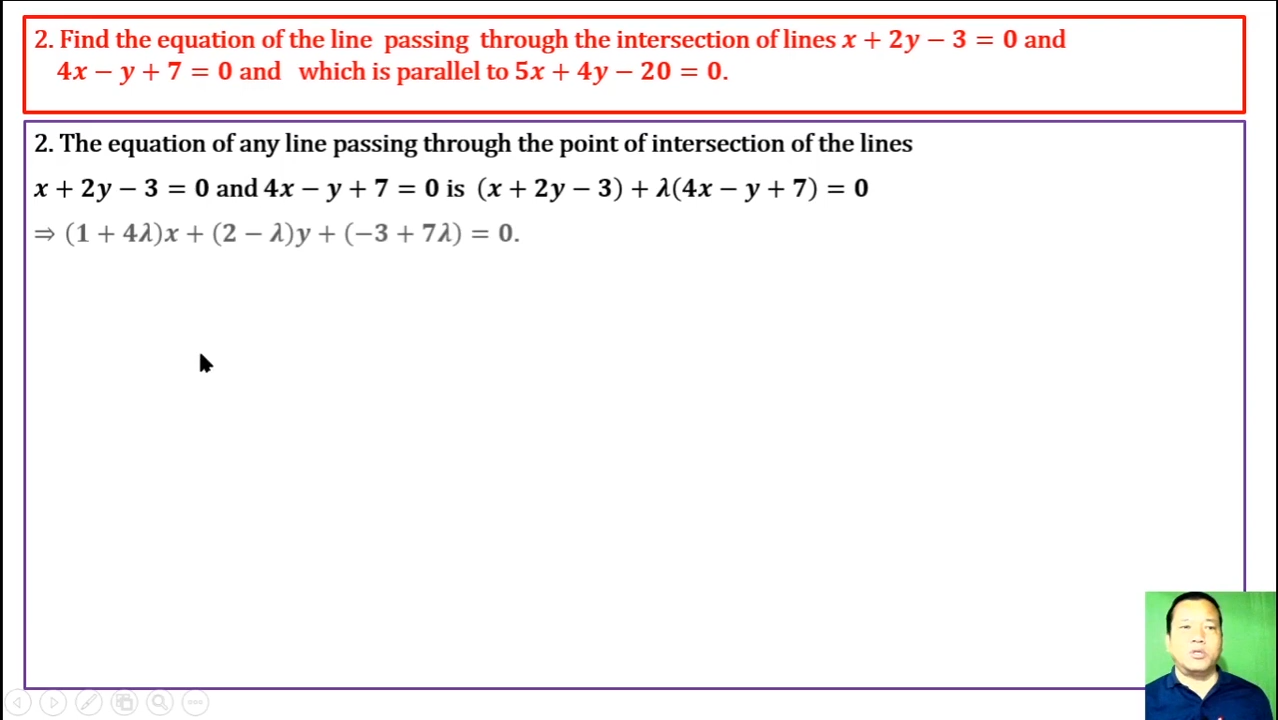 2. Find the equation of the line passing through the intersection of lines x + 2y − 3 = 0 and
4x − y + 7 = 0 and which is parallel to 5x + 4y − 20 = 0.
2. The equation of any line passing through the point of intersection of the lines
x + 2y − 3 = 0 and 4x − y + 7 = 0 is (x + 2y − 3) + λ(4x − y + 7) = 0
⇒ (1 + 4λ)x + (2 − λ)y + (−3 + 7λ) = 0.